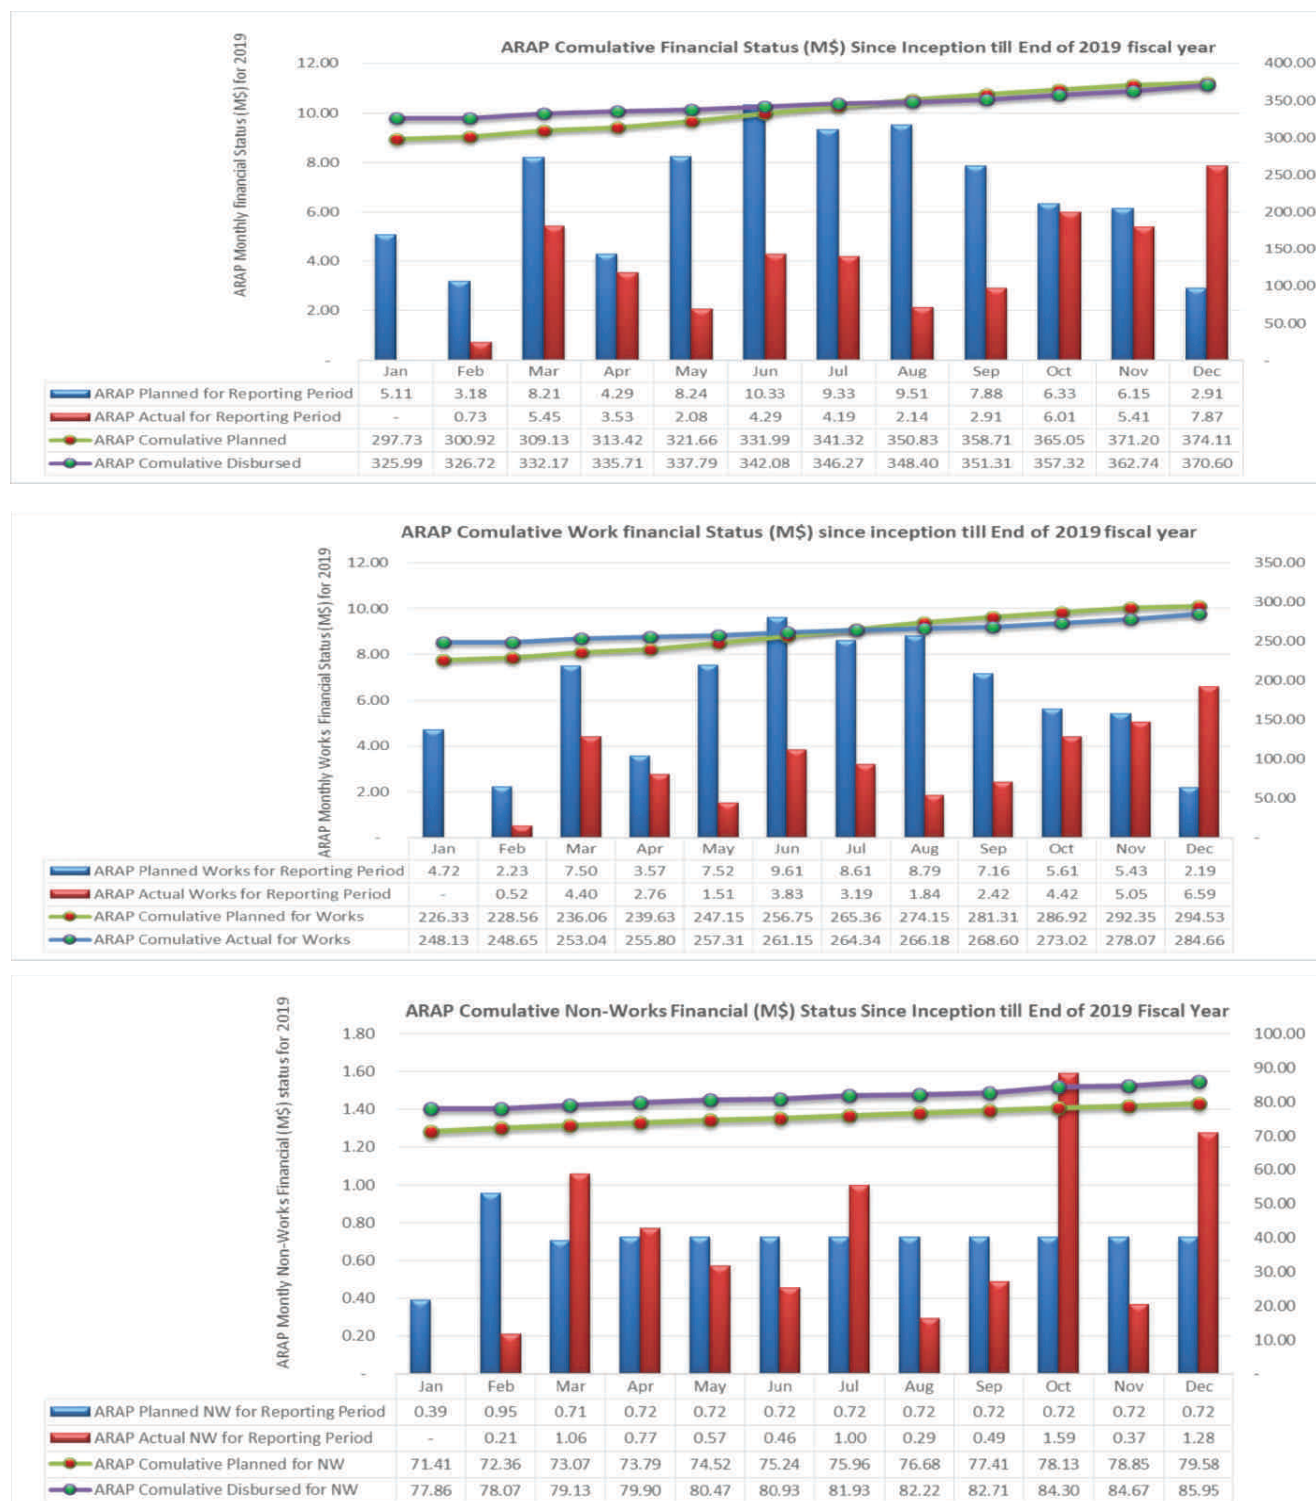 ARAP Comulative Financial Status (M$) Since Inception till End of 2019 fiscal year
ARAP Monthly financial Status (M$) for 2019
12.00
10.00
8.00
6.00
4.00
2.00
-
400.00
350.00
300.00
250.00
200.00
150.00
100.00
50.00
-
Jan Feb Mar Apr May Jun Jul Aug Sep Oct Nov Dec
ARAP Planned for Reporting Period 5.11 3.18 8.21 4.29 8.24 10.33 9.33 9.51 7.88 6.33 6.15 2.91
ARAP Actual for Reporting Period - 0.73 5.45 3.53 2.08 4.29 4.19 2.14 2.91 6.01 5.41 7.87
ARAP Comulative Planned 297.73 300.92 309.13 313.42 321.66 331.99 341.32 350.83 358.71 365.05 371.20 374.11
ARAP Comulative Disbursed 325.99 326.72 332.17 335.71 337.79 342.08 346.27 348.40 351.31 357.32 362.74 370.60
ARAP Comulative Work financial Status (M$) since inception till End of 2019 fiscal year
ARAP Monthly Works Financial Status (M$) for 2019
12.00
10.00
8.00
6.00
4.00
2.00
-
350.00
300.00
250.00
200.00
150.00
100.00
50.00
-
Jan Feb Mar Apr May Jun Jul Aug Sep Oct Nov Dec
ARAP Planned Works for Reporting Period 4.72 2.23 7.50 3.57 7.52 9.61 8.61 8.79 7.16 5.61 5.43 2.19
ARAP Actual Works for Reporting Period - 0.52 4.40 2.76 1.51 3.83 3.19 1.84 2.42 4.42 5.05 6.59
ARAP Comulative Planned for Works 226.33 228.56 236.06 239.63 247.15 256.75 265.36 274.15 281.31 286.92 292.35 294.53
ARAP Comulative Actual for Works 248.13 248.65 253.04 255.80 257.31 261.15 264.34 266.18 268.60 273.02 278.07 284.66
ARAP Comulative Non-Works Financial (M$) Status Since Inception till End of 2019 Fiscal Year
ARAP Montly Non-Works Financial (M$) status for 2019
1.80
1.60
1.40
1.20
1.00
0.80
0.60
0.40
0.20
-
100.00
90.00
80.00
70.00
60.00
50.00
40.00
30.00
20.00
10.00
-
Jan Feb Mar Apr May Jun Jul Aug Sep Oct Nov Dec
ARAP Planned NW for Reporting Period 0.39 0.95 0.71 0.72 0.72 0.72 0.72 0.72 0.72 0.72 0.72 0.72
ARAP Actual NW for Reporting Period - 0.21 1.06 0.77 0.57 0.46 1.00 0.29 0.49 1.59 0.37 1.28
ARAP Comulative Planned for NW 71.41 72.36 73.07 73.79 74.52 75.24 75.96 76.68 77.41 78.13 78.85 79.58
ARAP Comulative Disbursed for NW 77.86 78.07 79.13 79.90 80.47 80.93 81.93 82.22 82.71 84.30 84.67 85.95